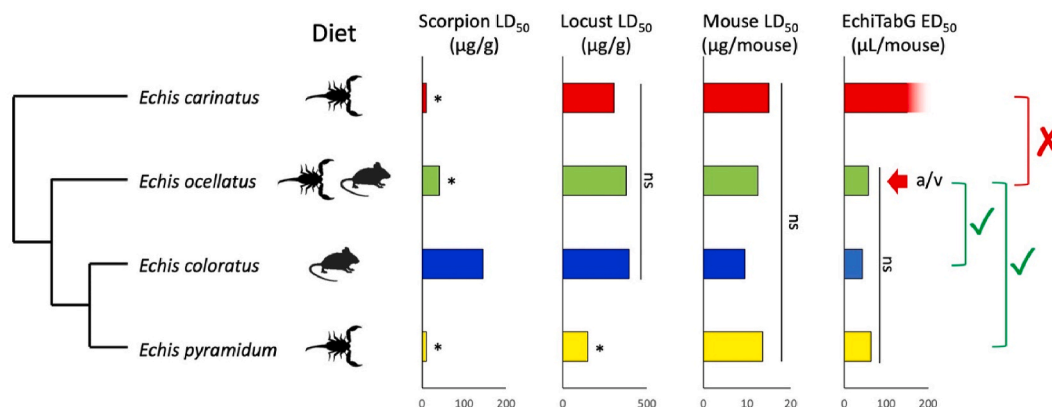 Diet
Scorpion LD50
(µg/g)
Locust LD50
(µg/g)
Mouse LD50
(µg/mouse)
EchiTabG ED50
(µL/mouse)
Echis carinatus
*
Echis ocellatus
*
ns
ns
a/v
Echis coloratus
ns
Echis pyramidum
*
*
0 100 200
0 500
0 10 20
0 100 200